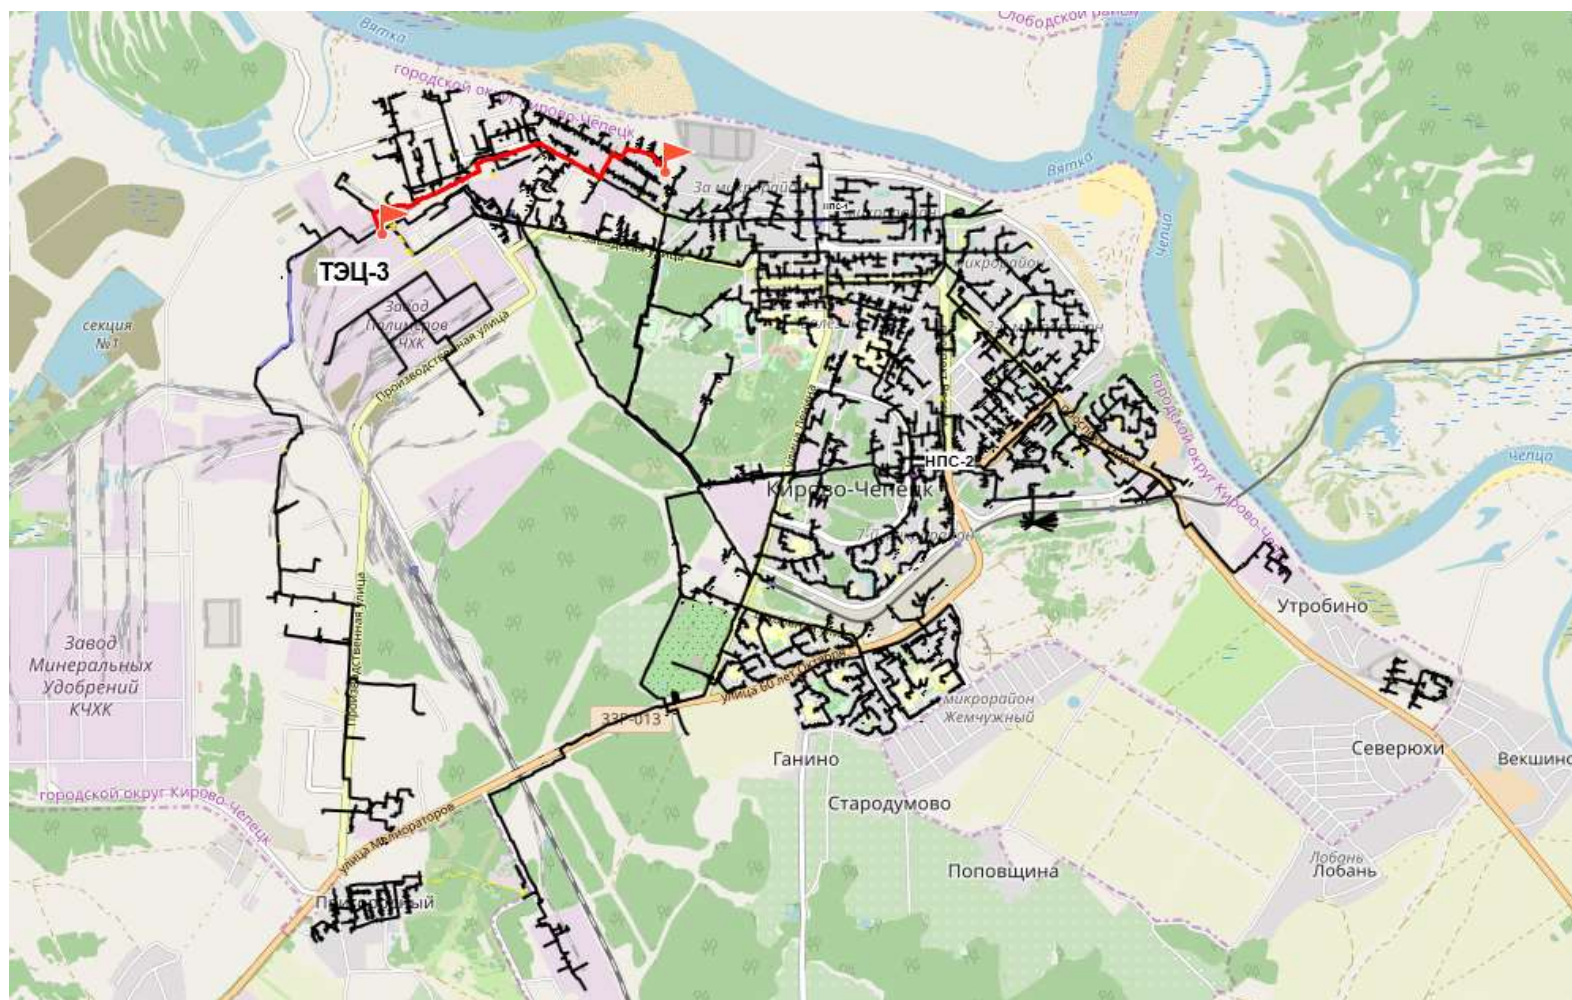 Слободской район
Вятка
городской округ Кирово-Чепецк
Вятка
3а микрорайон
НПС-1
Чепца
микрорайон
ТЭЦ-3
секция
№1
Завод
Полимеров
ЧХК
Производственная улица
городской округ Кирово-Чепецк
Чепца
НПС-2
Кирово-Чепецк
Производственная улица
Утробино
Завод
Минеральных
Удобрений
КЧХК
улица 60 лет Октября
33Р-013
микрорайон
Жемчужный
Ганино
Северюхи
Векшино
городской округ Кирово-Чепецк
Стародумово
улица Мелиораторов
Поповщина
Лобань
Лобань
Пригородный